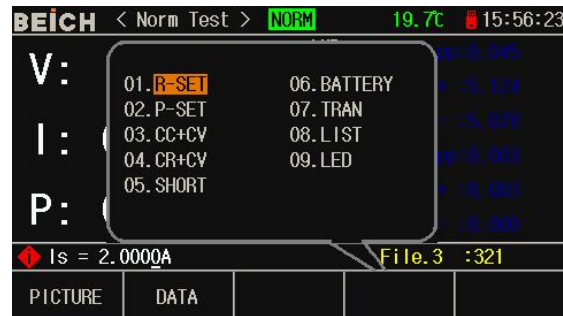 BEICH < Norm Test > NORM 19.7℃ 15:56:23
V:
I:
P:
01.R-SET
02.P-SET
03.CC+CV
04.CR+CV
05.SHORT
06.BATTERY
07.TRAN
08.LIST
09.LED
Is = 2.0000A File.3 :321
PICTURE DATA